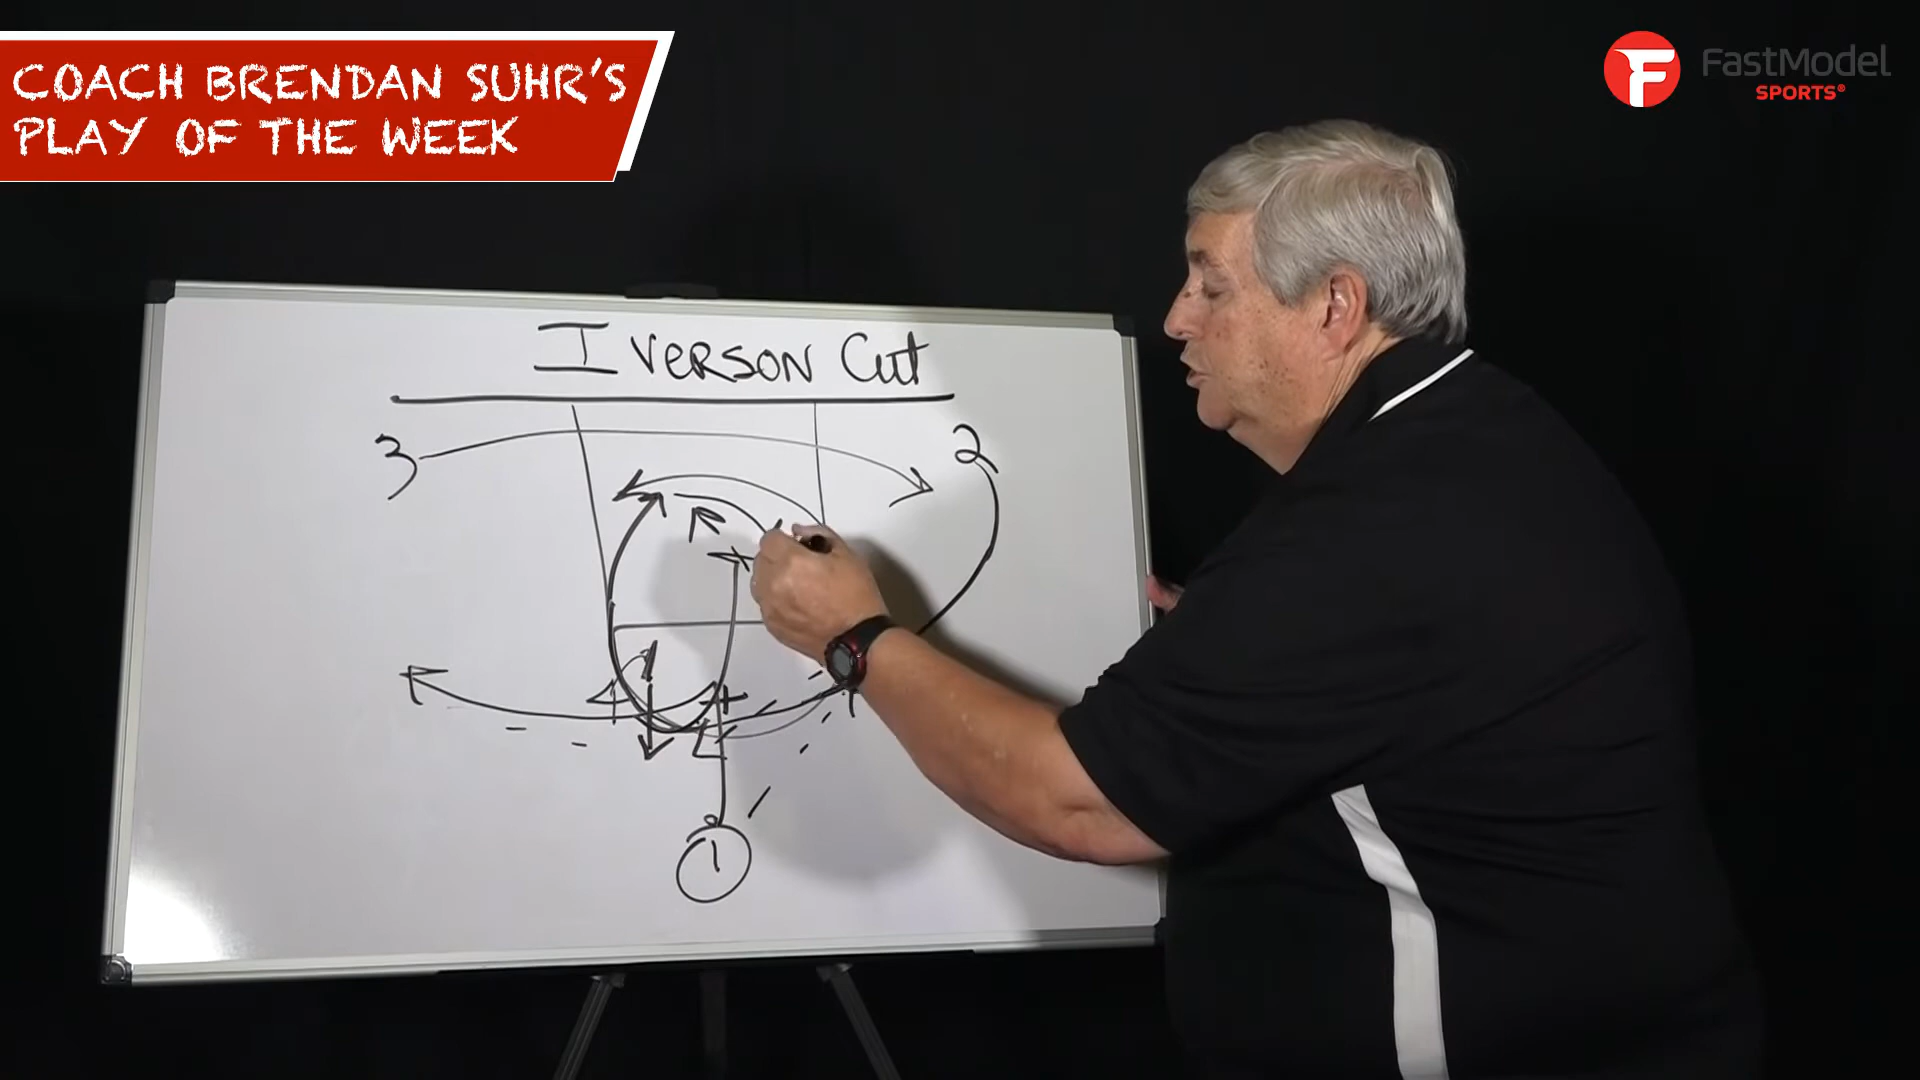 COACH BRENDAN SUHR'S
PLAY OF THE WEEK
F FastModel
SPORTS®
IVERSON Cut
3
2
1